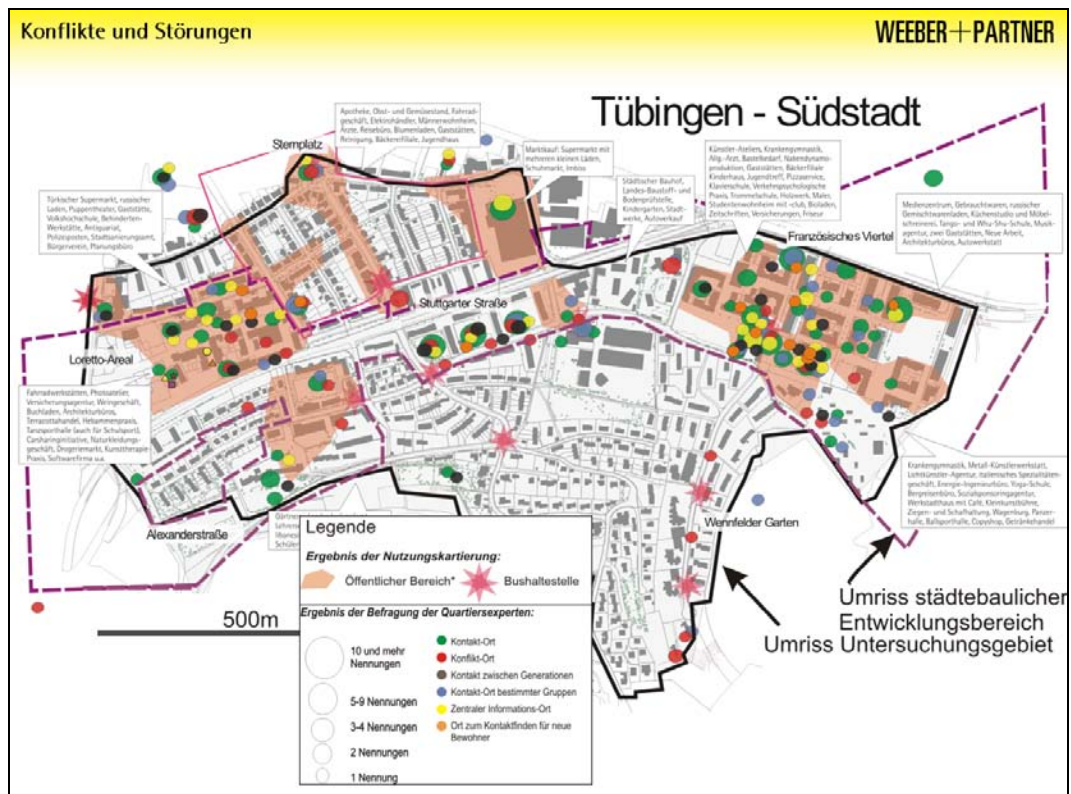 Konflikte und Störungen
WEEBER+PARTNER
Tübingen - Südstadt
Apotheke, Obst- und Gemüsestand, Fahrrad-
geschäft, Elektrohändler, Männerwohnheim,
Ärzte, Reisebüro, Blumenladen, Gaststätten,
Reinigung, Bäckereifiliale, Jugendhaus
Sternplatz
Marktkauf: Supermarkt mit
mehreren kleinen Läden,
Schuhmarkt, Imbiss
Städtischer Bauhof,
Landes-Baustoff- und
Bodenprüfstelle,
Kindergarten, Stadt-
werke, Autoverkauf
Künstler-Ateliers, Krankengymnastik,
Allg.-Arzt, Bastelbedarf, Nabendynamo-
produktion, Gaststätten, Bäckerfiliale
Kinderhaus, Jugendtreff, Pizzaservice,
Klavierschule, Verkehrspsychologische
Praxis, Trommelschule, Holzwerk, Maler,
Studentenwohnheim mit -club, Bioladen,
Zeitschriften, Versicherungen, Friseur
Türkischer Supermarkt, russischer
Laden, Puppentheater, Gaststätte,
Volkshochschule, Behinderten-
Werkstätte, Antiquariat,
Polizeiposten, Stadtsanierungsamt,
Bürgerverein, Planungsbüro
Medienzentrum, Gebrauchtwaren, russischer
Gemischtwarenladen, Küchenstudio und Möbel-
schreinerei, Tango- und Whu-Shu-Schule, Musik-
agentur, zwei Gaststätten, Neue Arbeit,
Architekturbüro, Autowerkstatt
Französisches Viertel
Stuttgarter Straße
Loretto-Areal
Fahrradwerkstätten, Photoatelier,
Versicherungsagentur, Weingeschäft,
Buchladen, Architekturbüros,
Terracottahandel, Hebammenpraxis,
Tanzsporthalle (auch für Schulsport),
Carsharinginitiative, Naturkleidungs-
geschäft, Drogeriemarkt, Kunsttherapie
Praxis, Softwarefirma u.a.
Krankengymnastik, Metall-Künstlerwerkstatt,
Lichtkünstler-Agentur, italienisches Spezialitäten-
geschäft, Energie-Ingenieurbüro, Yoga-Schule,
Bergreisenbüro, Sozialsponsoringagentur,
Werkstadthaus mit Café, Kleinkunstbühne,
Ziegen- und Schafhaltung, Wagenburg, Panzer-
halle, Ballsporthalle, Copyshop, Getränkehandel
Alexanderstraße
Wennfelder Garten
500m
Umriss städtebaulicher
Entwicklungsbereich
Umriss Untersuchungsgebiet
Legende
Ergebnis der Nutzungskartierung:
Öffentlicher Bereich*
Bushaltestelle
Ergebnis der Befragung der Quartiersexperten:
10 und mehr
Nennungen
5-9 Nennungen
3-4 Nennungen
2 Nennungen
1 Nennung
Kontakt-Ort
Konflikt-Ort
Kontakt zwischen Generationen
Kontakt-Ort bestimmter Gruppen
Zentraler Informations-Ort
Ort zum Kontaktfinden für neue
Bewohner